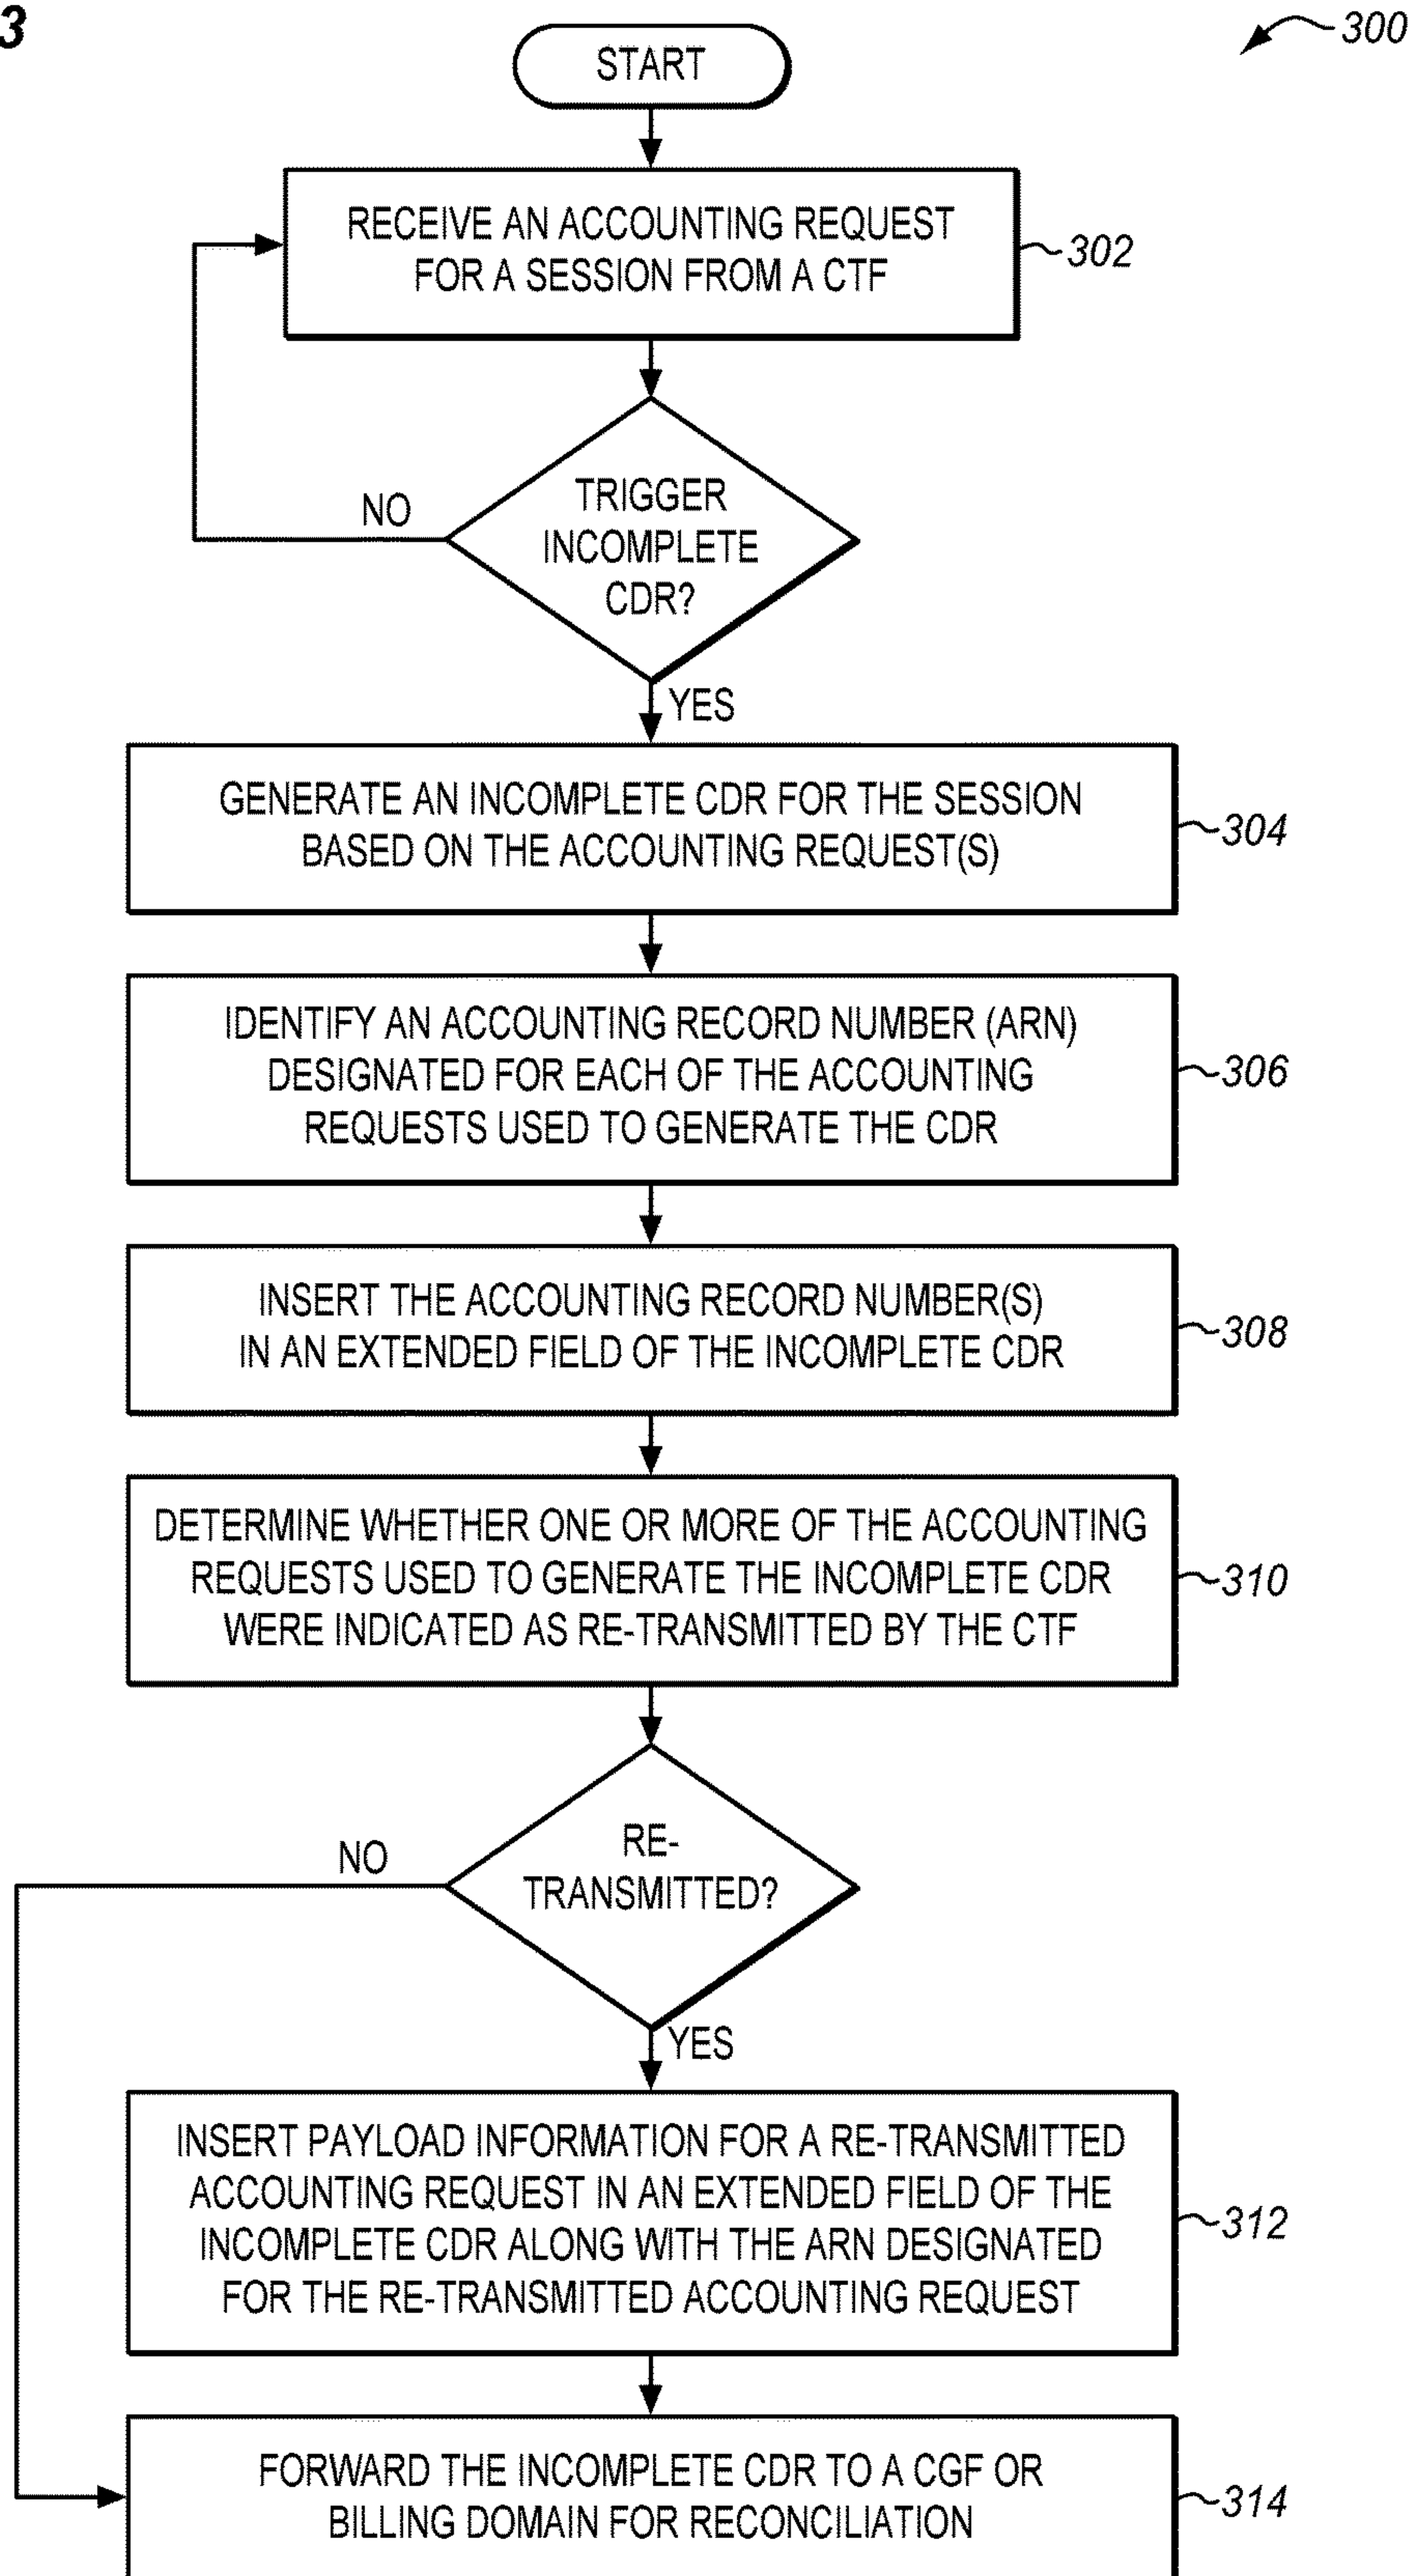 3
300
START
RECEIVE AN ACCOUNTING REQUEST
FOR A SESSION FROM A CTF
302
TRIGGER
INCOMPLETE
CDR?
NO
YES
GENERATE AN INCOMPLETE CDR FOR THE SESSION
BASED ON THE ACCOUNTING REQUEST(S)
304
IDENTIFY AN ACCOUNTING RECORD NUMBER (ARN)
DESIGNATED FOR EACH OF THE ACCOUNTING
REQUESTS USED TO GENERATE THE CDR
306
INSERT THE ACCOUNTING RECORD NUMBER(S)
IN AN EXTENDED FIELD OF THE INCOMPLETE CDR
308
DETERMINE WHETHER ONE OR MORE OF THE ACCOUNTING
REQUESTS USED TO GENERATE THE INCOMPLETE CDR
WERE INDICATED AS RE-TRANSMITTED BY THE CTF
310
RE-
TRANSMITTED?
NO
YES
INSERT PAYLOAD INFORMATION FOR A RE-TRANSMITTED
ACCOUNTING REQUEST IN AN EXTENDED FIELD OF THE
INCOMPLETE CDR ALONG WITH THE ARN DESIGNATED
FOR THE RE-TRANSMITTED ACCOUNTING REQUEST
312
FORWARD THE INCOMPLETE CDR TO A CGF OR
BILLING DOMAIN FOR RECONCILIATION
314